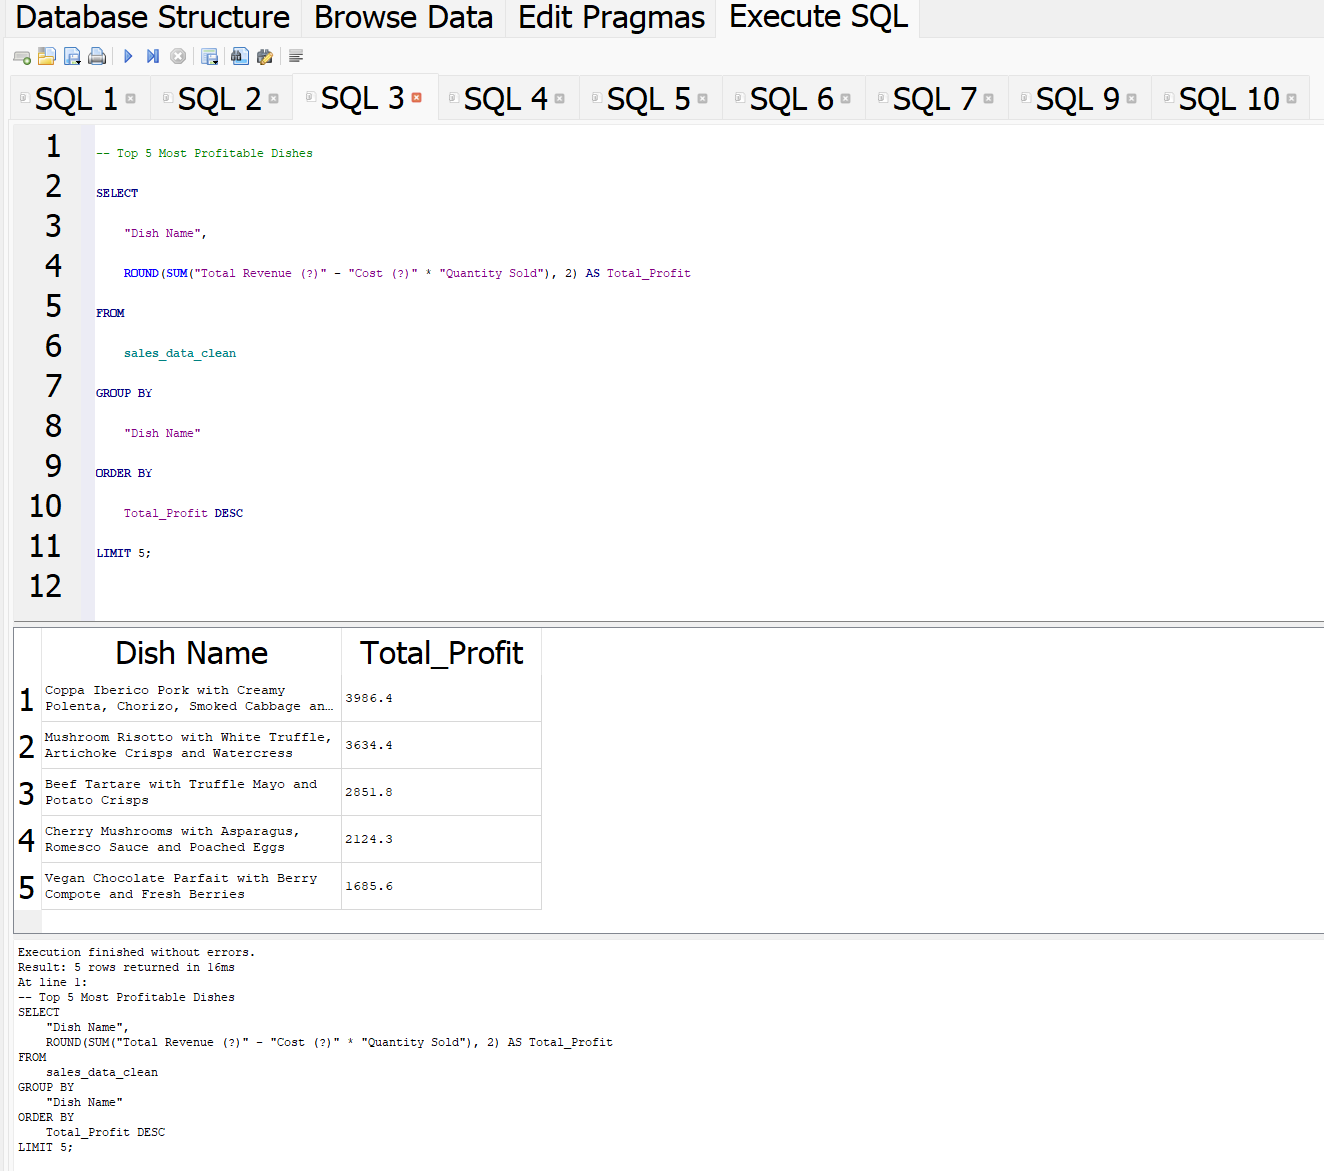 Database Structure Browse Data Edit Pragmas Execute SQL
SQL 1 SQL 2 SQL 3 SQL 4 SQL 5 SQL 6 SQL 7 SQL 9 SQL 10
1 -- Top 5 Most Profitable Dishes
2 SELECT
3 "Dish Name",
4 ROUND(SUM("Total Revenue (?)" - "Cost (?)" * "Quantity Sold"), 2) AS Total_Profit
5 FROM
6 sales_data_clean
7 GROUP BY
8 "Dish Name"
9 ORDER BY
10 Total_Profit DESC
11 LIMIT 5;
12
Dish Name Total_Profit
1 Coppa Iberico Pork with Creamy
Polenta, Chorizo, Smoked Cabbage an… 3986.4
2 Mushroom Risotto with White Truffle,
Artichoke Crisps and Watercress 3634.4
3 Beef Tartare with Truffle Mayo and
Potato Crisps 2851.8
4 Cherry Mushrooms with Asparagus,
Romesco Sauce and Poached Eggs 2124.3
5 Vegan Chocolate Parfait with Berry
Compote and Fresh Berries 1685.6
Execution finished without errors.
Result: 5 rows returned in 16ms
At line 1:
-- Top 5 Most Profitable Dishes
SELECT
"Dish Name",
ROUND(SUM("Total Revenue (?)" - "Cost (?)" * "Quantity Sold"), 2) AS Total_Profit
FROM
sales_data_clean
GROUP BY
"Dish Name"
ORDER BY
Total_Profit DESC
LIMIT 5;